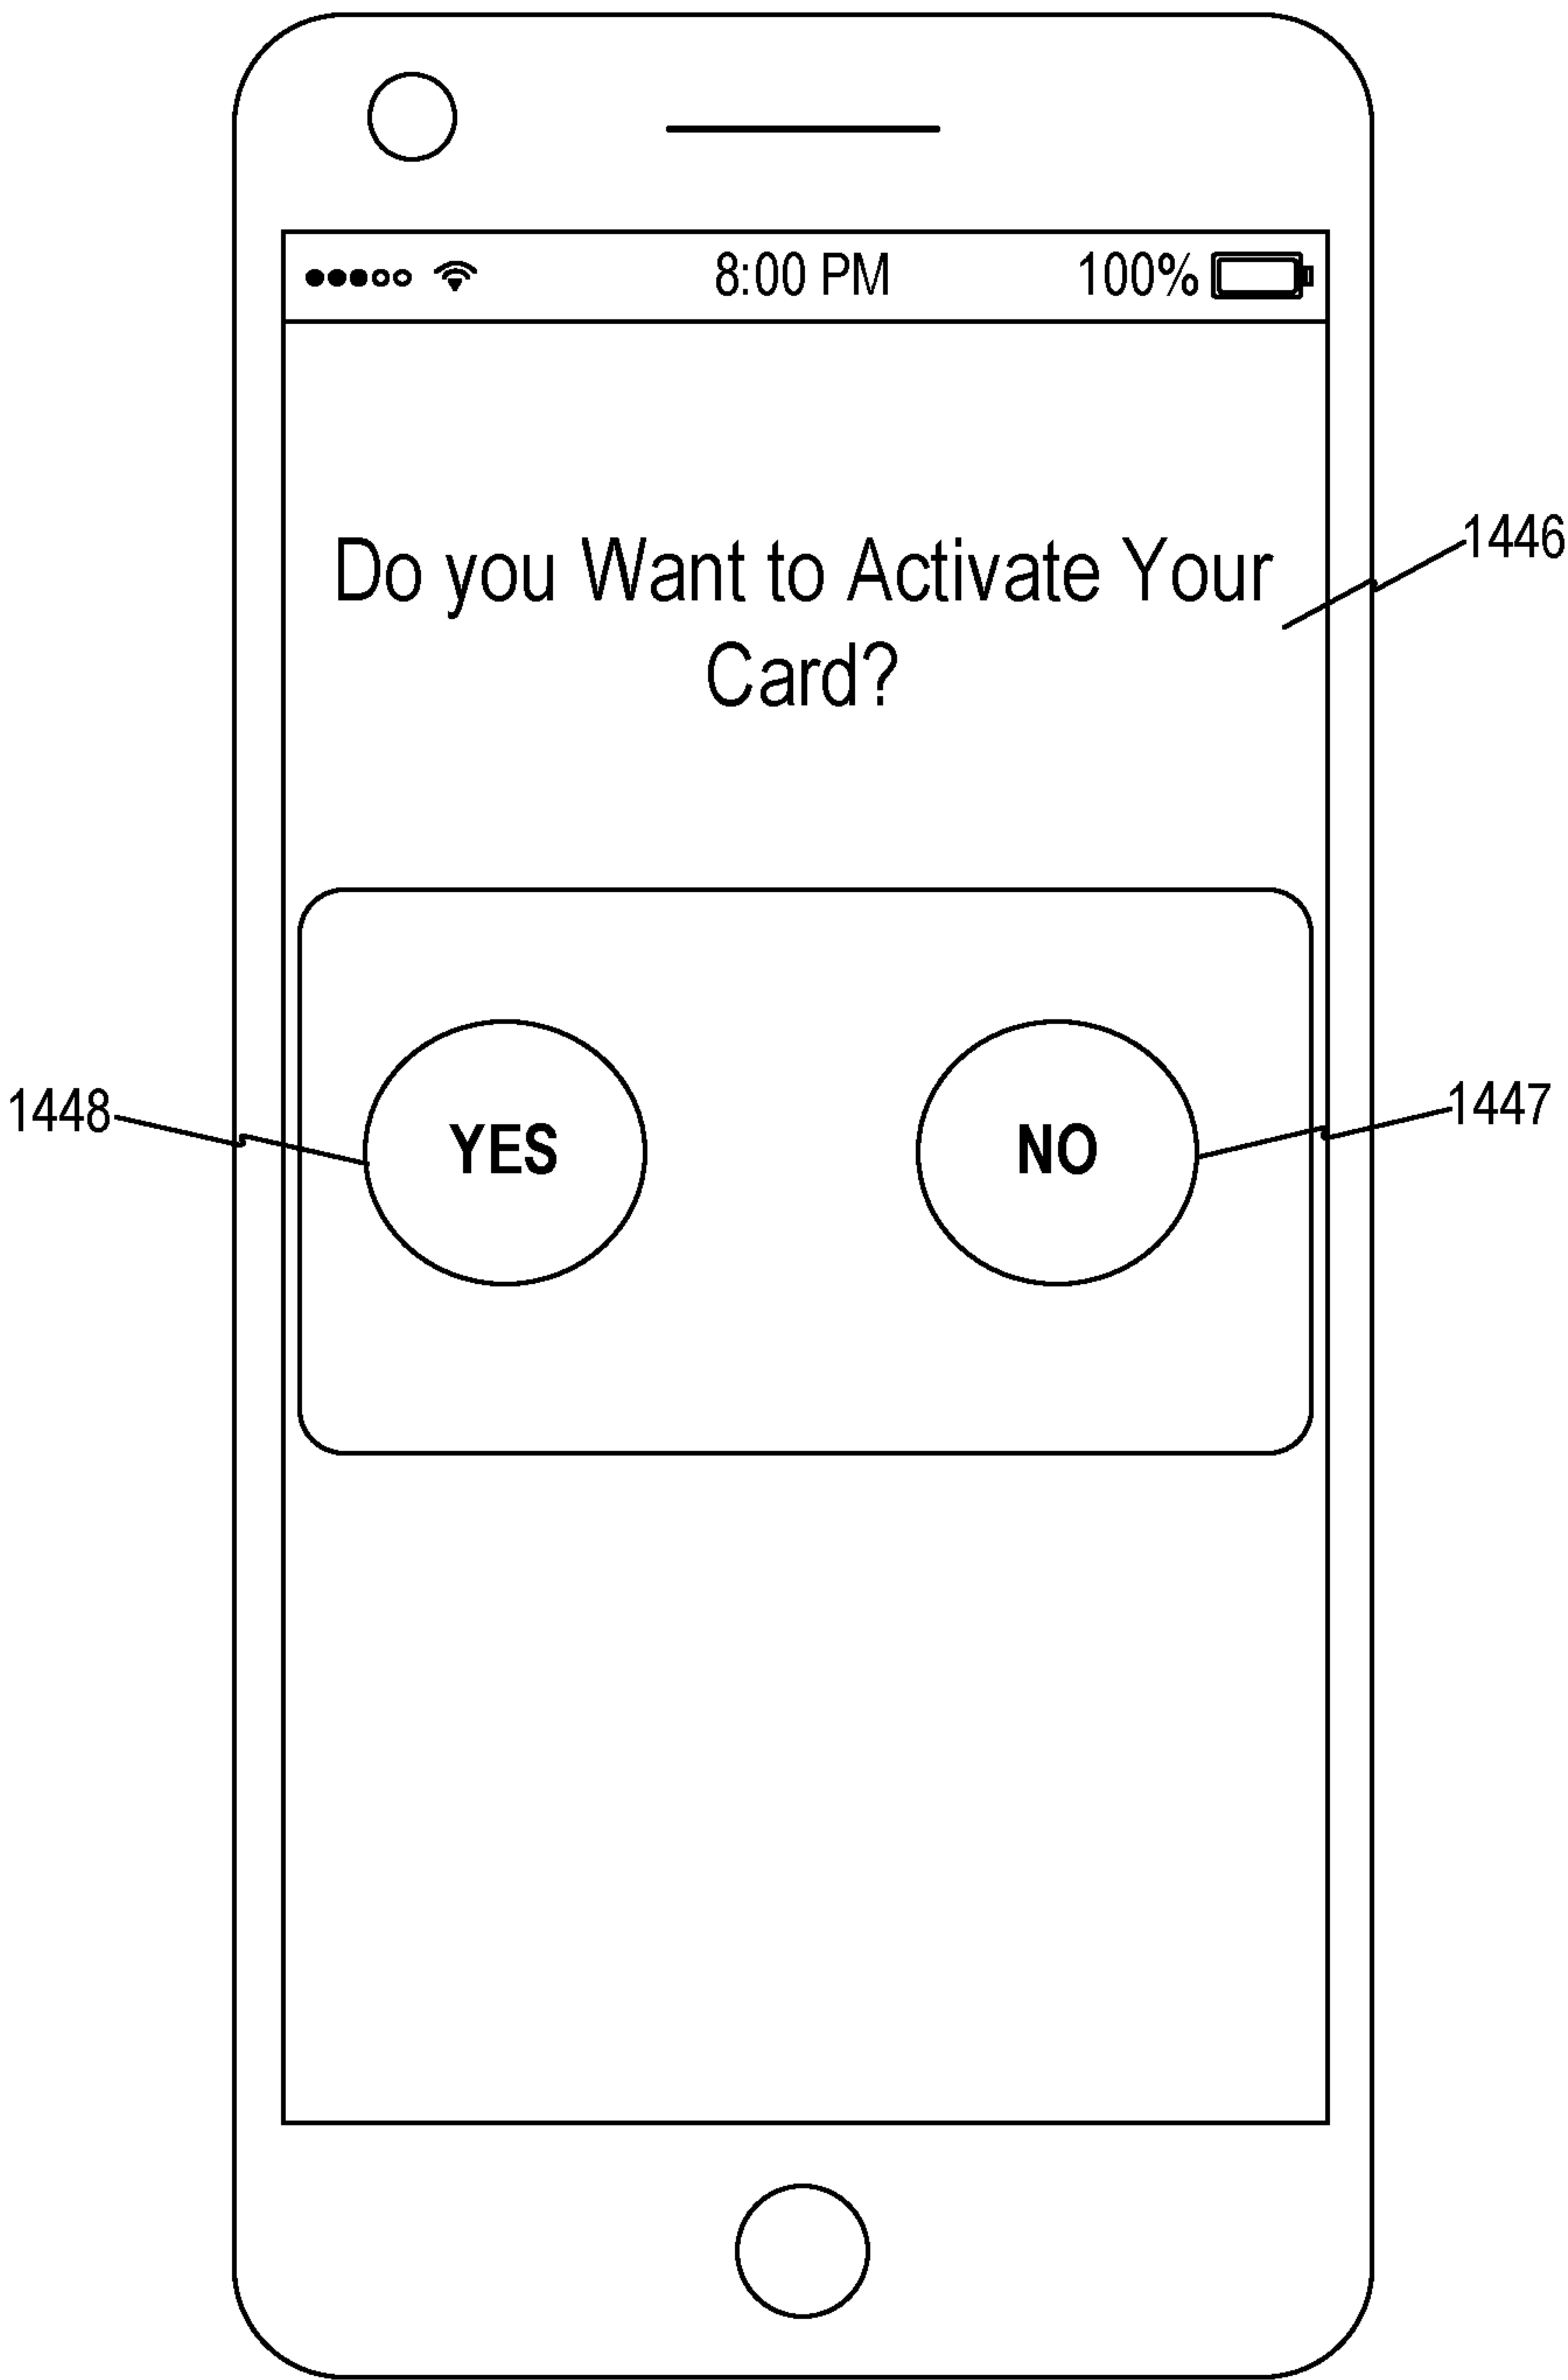 8:00 PM 100%
Do you Want to Activate Your
Card?
1446
YES
NO
1448
1447